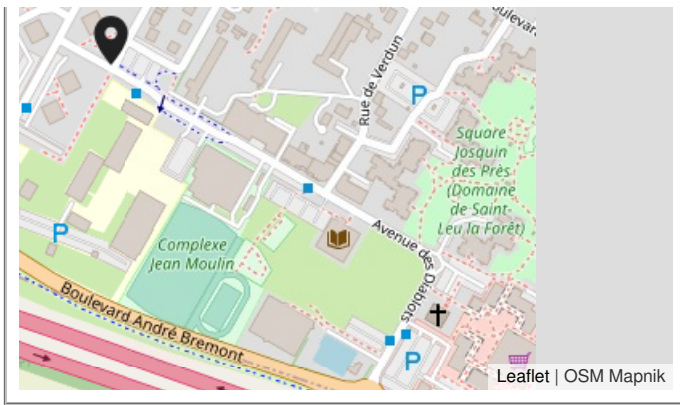 Boulevar
Rue de Verdun
P
Square
Josquin
des Près
(Domaine
de Saint-
Leu la Forêt)
Avenue des Diablots
P
Complexe
Jean Moulin
Boulevard André Bremont
P
Leaflet | OSM Mapnik